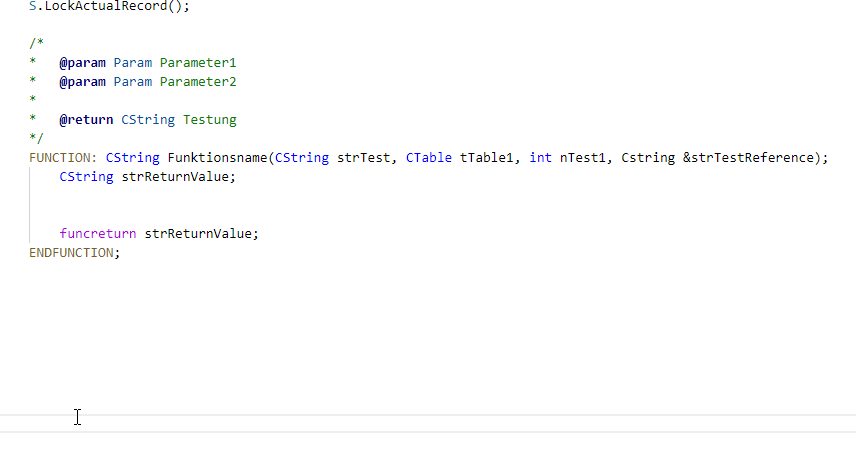 S.LockActualRecord();
/*
* @param Param Parameter1
* @param Param Parameter2
*
* @return CString Testung
*/
FUNCTION: CString Funktionsname(CString strTest, CTable tTable1, int nTest1, Cstring &strTestReference);
CString strReturnValue;
funcreturn strReturnValue;
ENDFUNCTION;